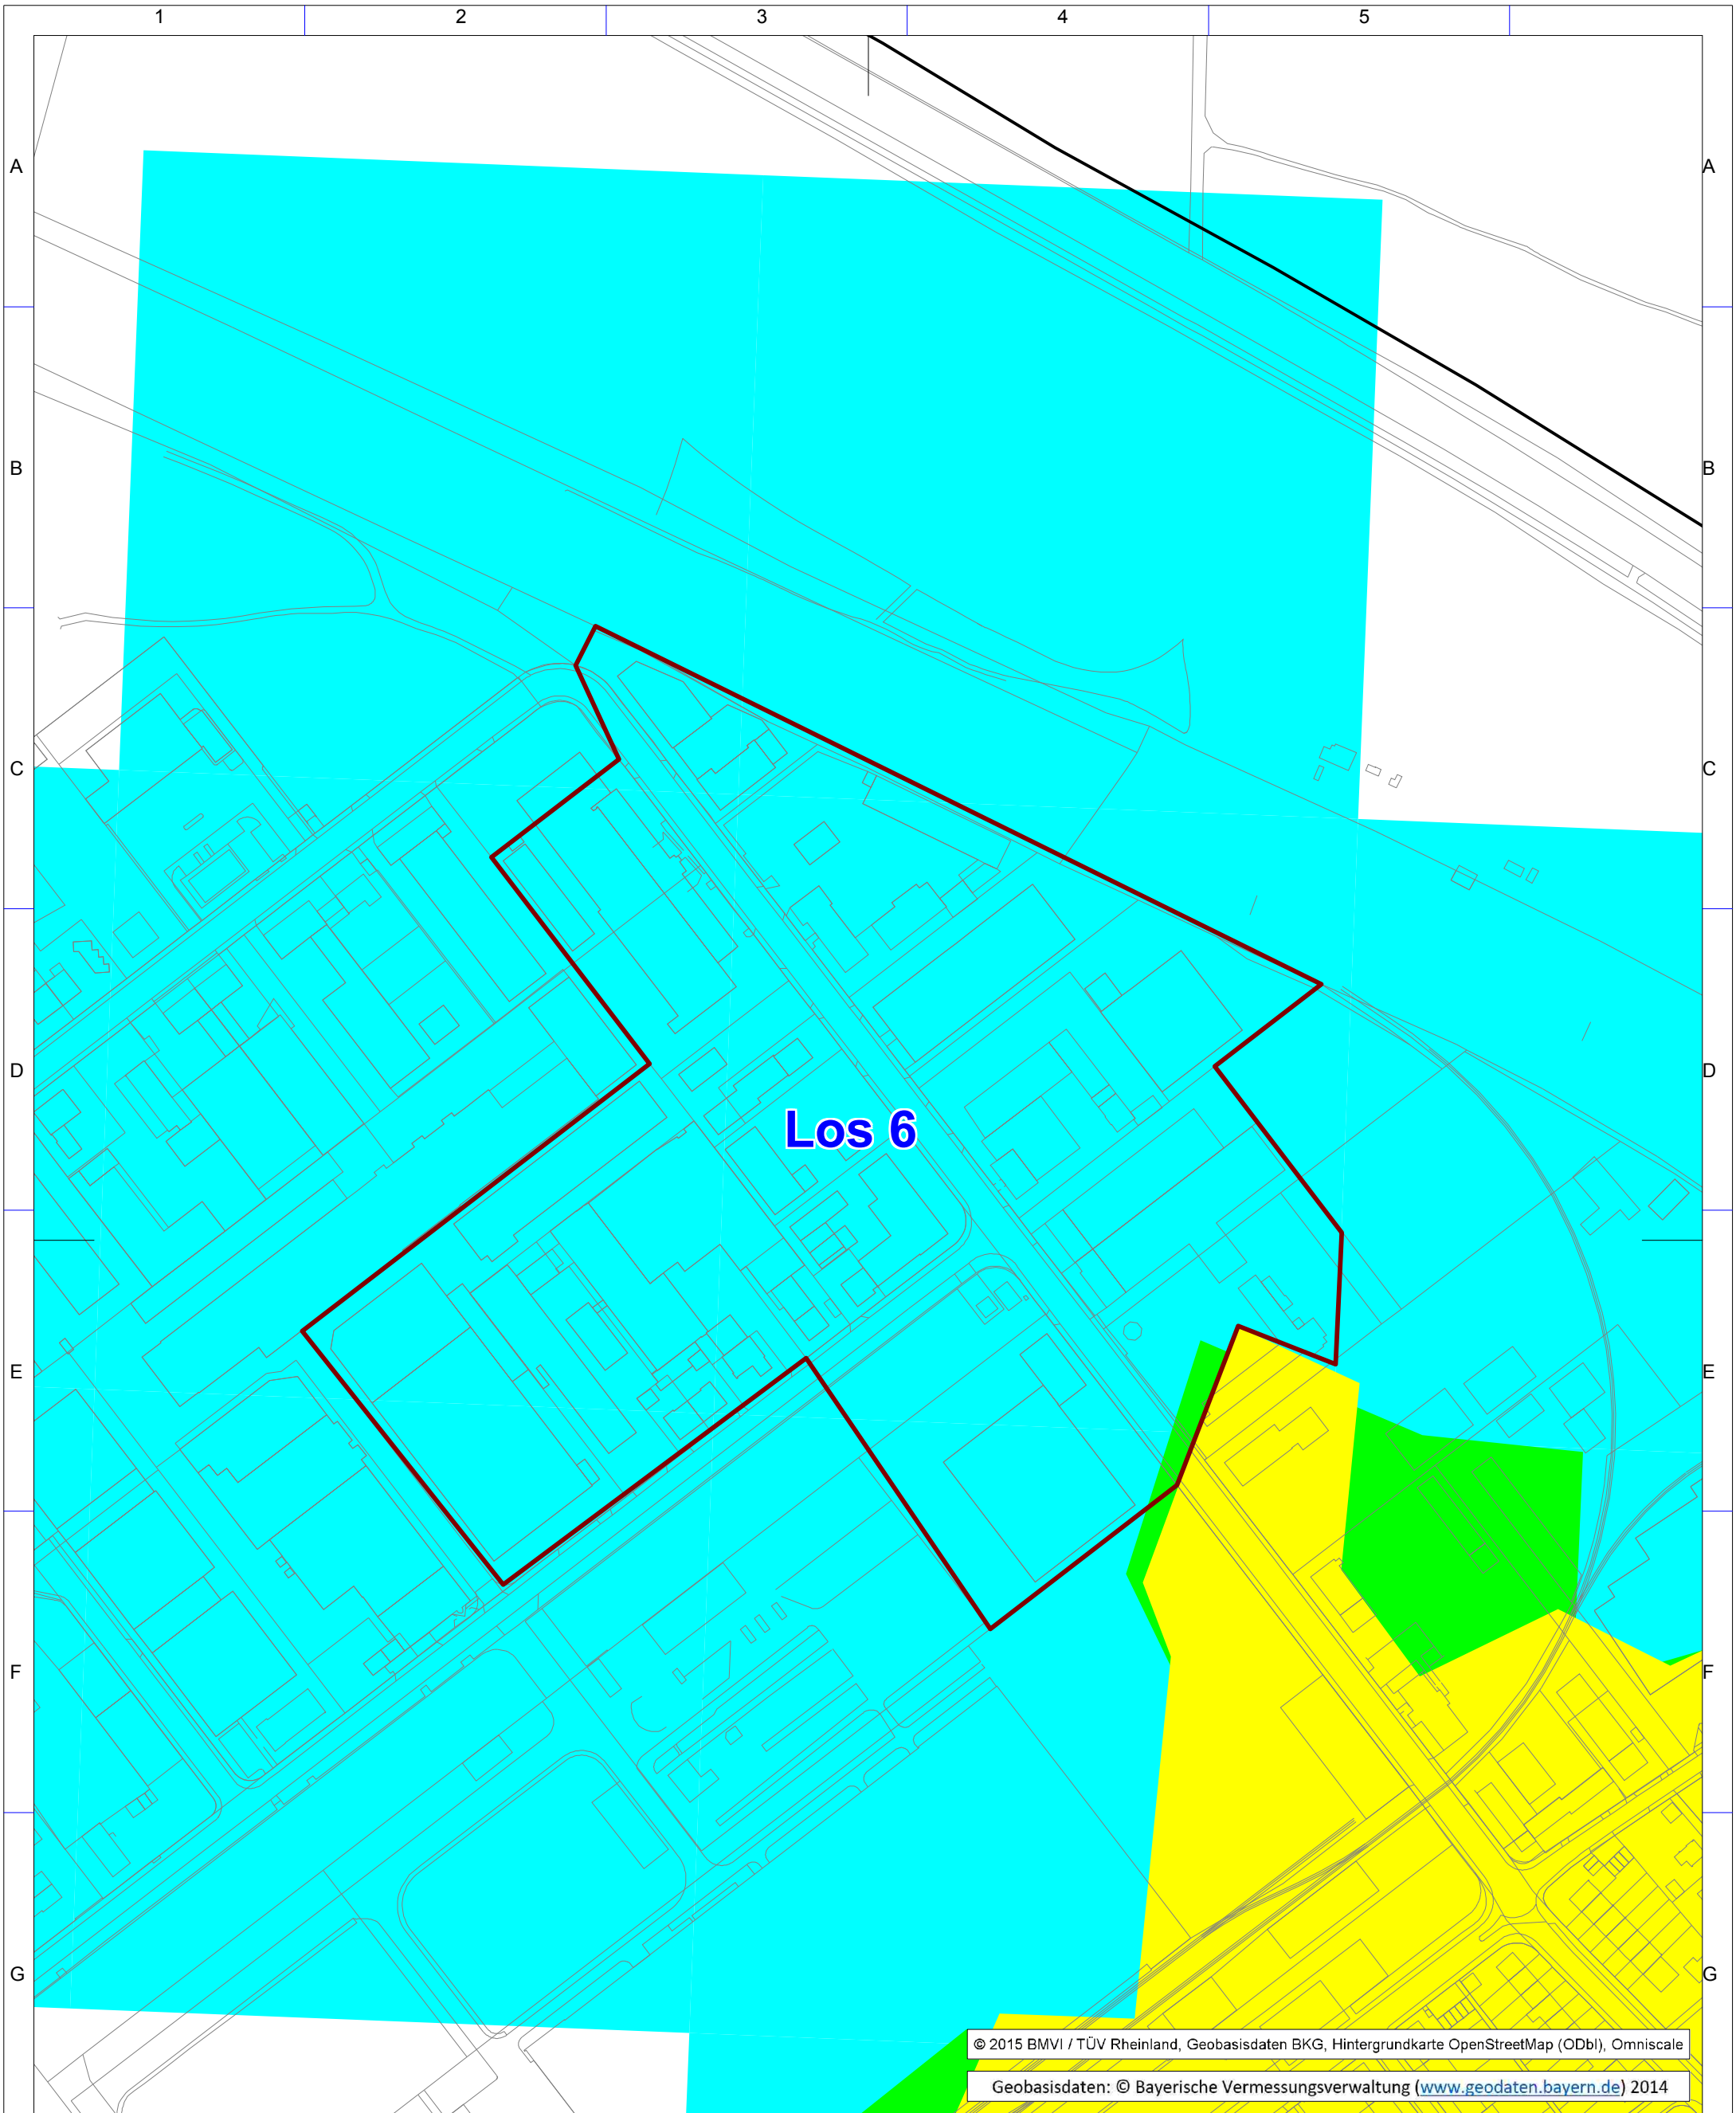 1 2 3 4 5
A A
B B
C C
D D
Los 6
E E
F F
G G
© 2015 BMVI / TÜV Rheinland, Geobasisdaten BKG, Hintergrundkarte OpenStreetMap (ODbl), Omniscale
Geobasisdaten: © Bayerische Vermessungsverwaltung (www.geodaten.bayern.de) 2014